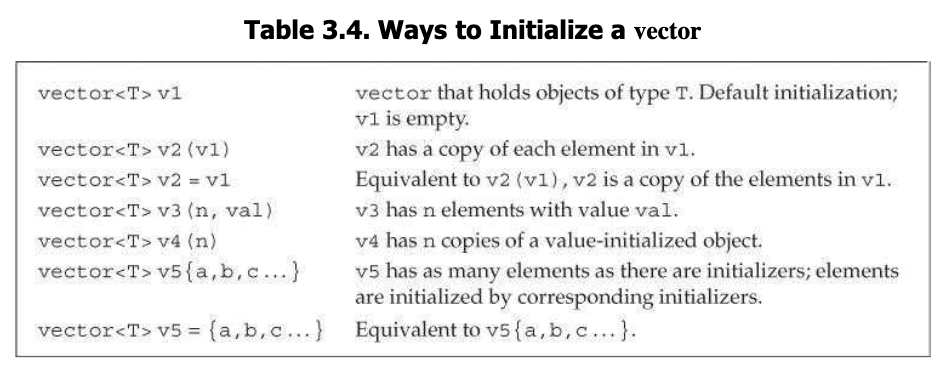 Table 3.4. Ways to Initialize a vector
vector<T> v1 vector that holds objects of type T. Default initialization;
v1 is empty.
vector<T> v2(v1) v2 has a copy of each element in v1.
vector<T> v2 = v1 Equivalent to v2(v1), v2 is a copy of the elements in v1.
vector<T> v3(n, val) v3 has n elements with value val.
vector<T> v4(n) v4 has n copies of a value-initialized object.
vector<T> v5{a,b,c...} v5 has as many elements as there are initializers; elements
are initialized by corresponding initializers.
vector<T> v5 = {a,b,c...} Equivalent to v5{a,b,c...}.